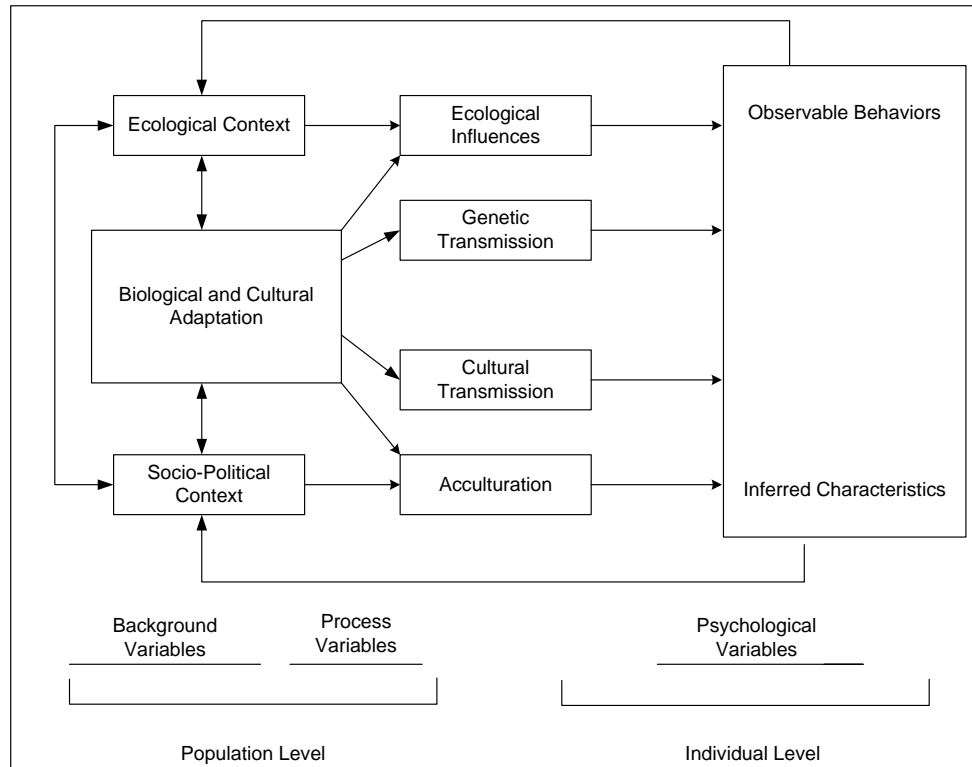 Ecological Context
Ecological
Influences
Observable Behaviors
Genetic
Transmission
Biological and Cultural
Adaptation
Cultural
Transmission
Socio-Political
Context
Acculturation
Inferred Characteristics
Background
Variables
Process
Variables
Psychological
Variables
Population Level
Individual Level